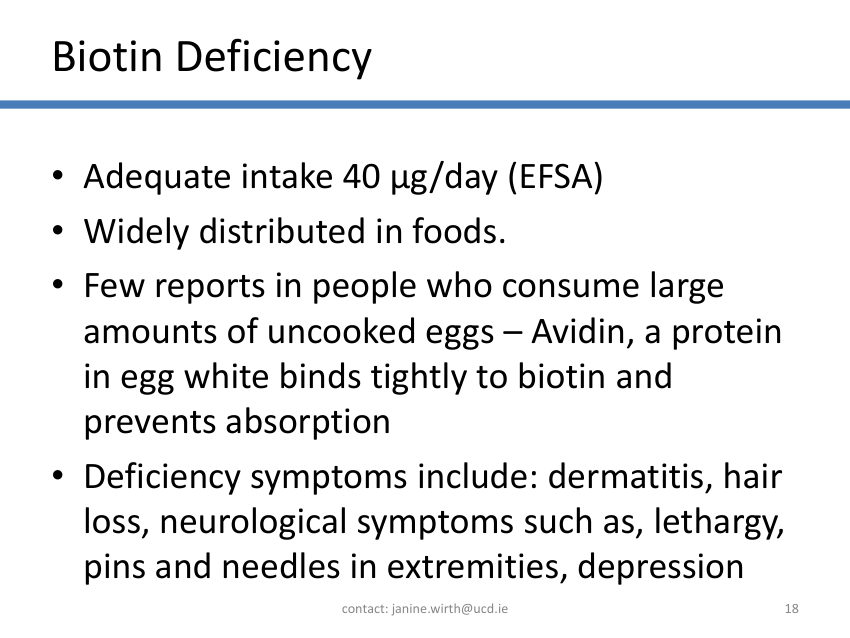 Biotin Deficiency
• Adequate intake 40 μg/day (EFSA)
• Widely distributed in foods.
• Few reports in people who consume large
amounts of uncooked eggs – Avidin, a protein
in egg white binds tightly to biotin and
prevents absorption
• Deficiency symptoms include: dermatitis, hair
loss, neurological symptoms such as, lethargy,
pins and needles in extremities, depression
contact: janine.wirth@ucd.ie 18